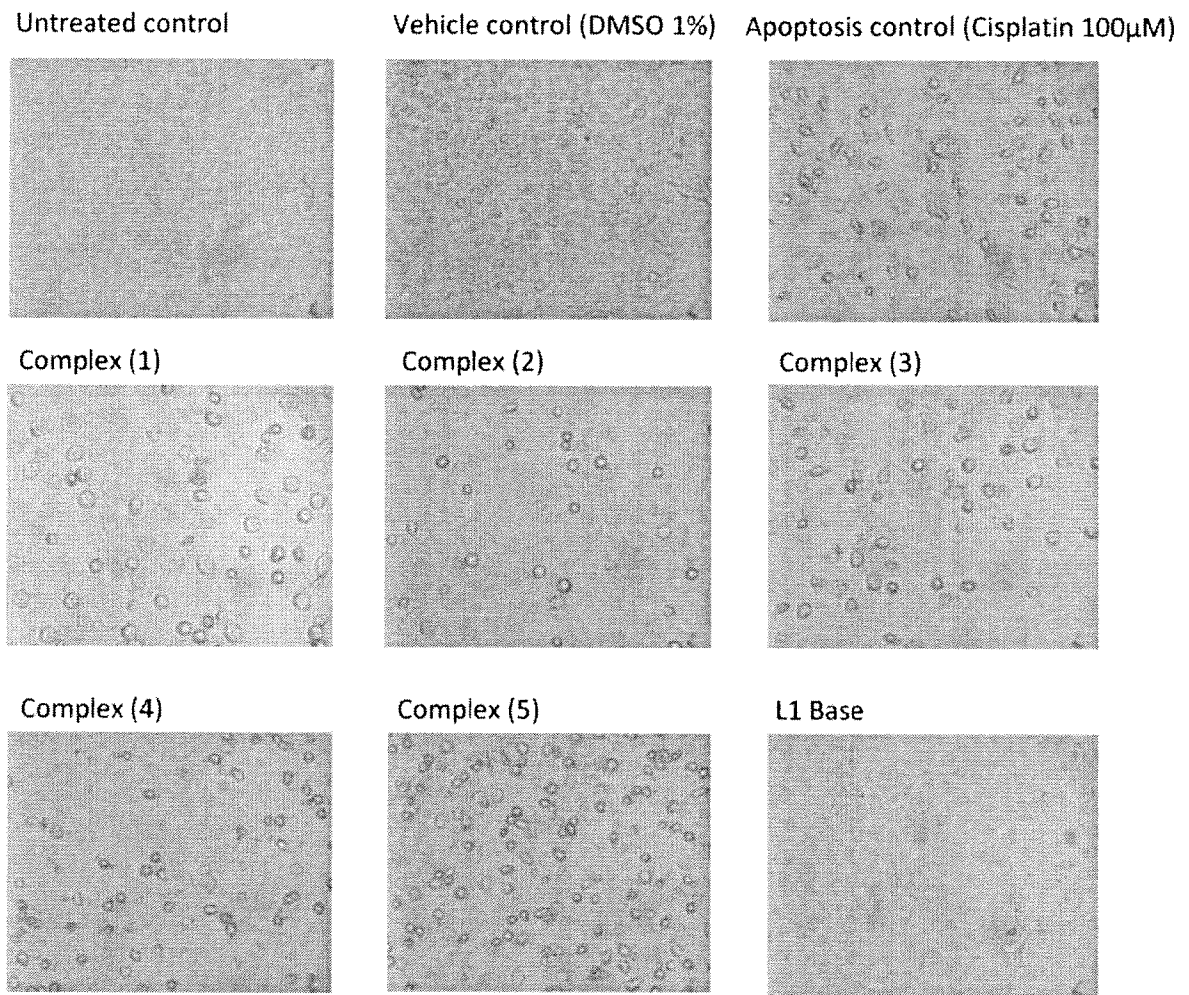 Untreated control
Vehicle control (DMSO 1%)
Apoptosis control (Cisplatin 100µM)
Complex (1)
Complex (2)
Complex (3)
Complex (4)
Complex (5)
L1 Base